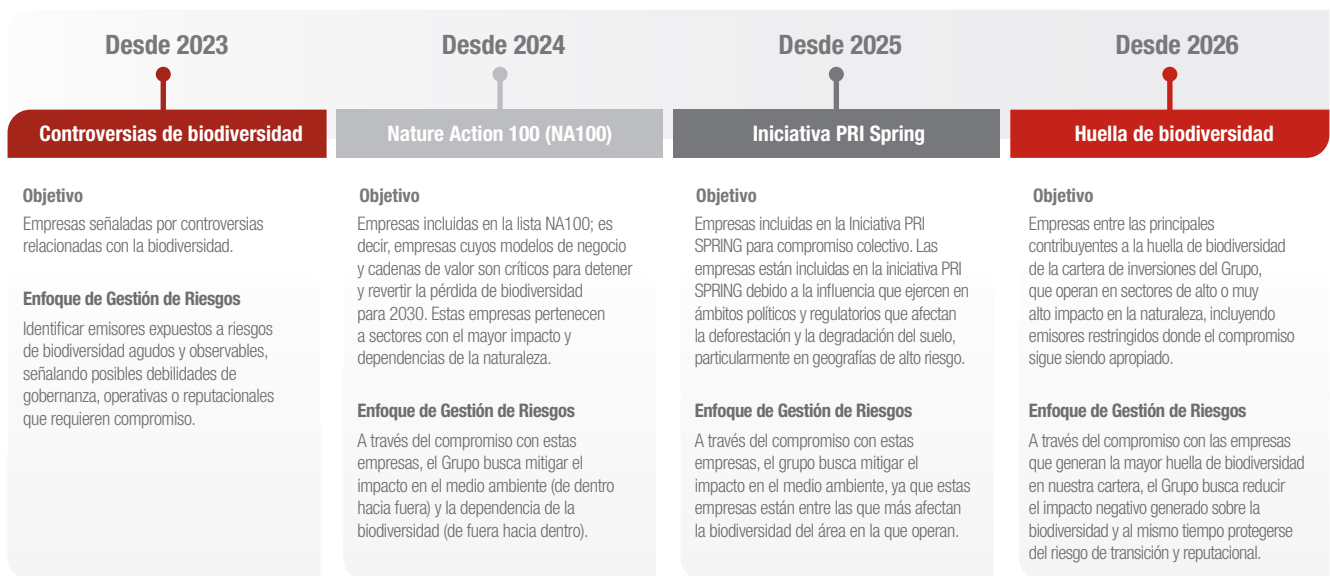 Desde 2023
Controversias de biodiversidad
Objetivo
Empresas señaladas por controversias
relacionadas con la biodiversidad.
Enfoque de Gestión de Riesgos
Identificar emisores expuestos a riesgos
de biodiversidad agudos y observables,
señalando posibles debilidades de
gobernanza, operativas o reputacionales
que requieren compromiso.
Desde 2024
Nature Action 100 (NA100)
Objetivo
Empresas incluidas en la lista NA100; es
decir, empresas cuyos modelos de negocio
y cadenas de valor son críticos para detener
y revertir la pérdida de biodiversidad
para 2030. Estas empresas pertenecen
a sectores con el mayor impacto y
dependencias de la naturaleza.
Enfoque de Gestión de Riesgos
A través del compromiso con estas
empresas, el Grupo busca mitigar el
impacto en el medio ambiente (de dentro
hacia fuera) y la dependencia de la
biodiversidad (de fuera hacia dentro).
Desde 2025
Iniciativa PRI Spring
Objetivo
Empresas incluidas en la Iniciativa PRI
SPRING para compromiso colectivo. Las
empresas están incluidas en la iniciativa PRI
SPRING debido a la influencia que ejercen en
ámbitos políticos y regulatorios que afectan
la deforestación y la degradación del suelo,
particularmente en geografías de alto riesgo.
Enfoque de Gestión de Riesgos
A través del compromiso con estas
empresas, el grupo busca mitigar el
impacto en el medio ambiente, ya que estas
empresas están entre las que más afectan
la biodiversidad del área en la que operan.
Desde 2026
Huella de biodiversidad
Objetivo
Empresas entre las principales
contribuyentes a la huella de biodiversidad
de la cartera de inversiones del Grupo,
que operan en sectores de alto o muy
alto impacto en la naturaleza, incluyendo
emisores restringidos donde el compromiso
sigue siendo apropiado.
Enfoque de Gestión de Riesgos
A través del compromiso con las empresas
que generan la mayor huella de biodiversidad
en nuestra cartera, el Grupo busca reducir
el impacto negativo generado sobre la
biodiversidad y al mismo tiempo protegerse
del riesgo de transición y reputacional.